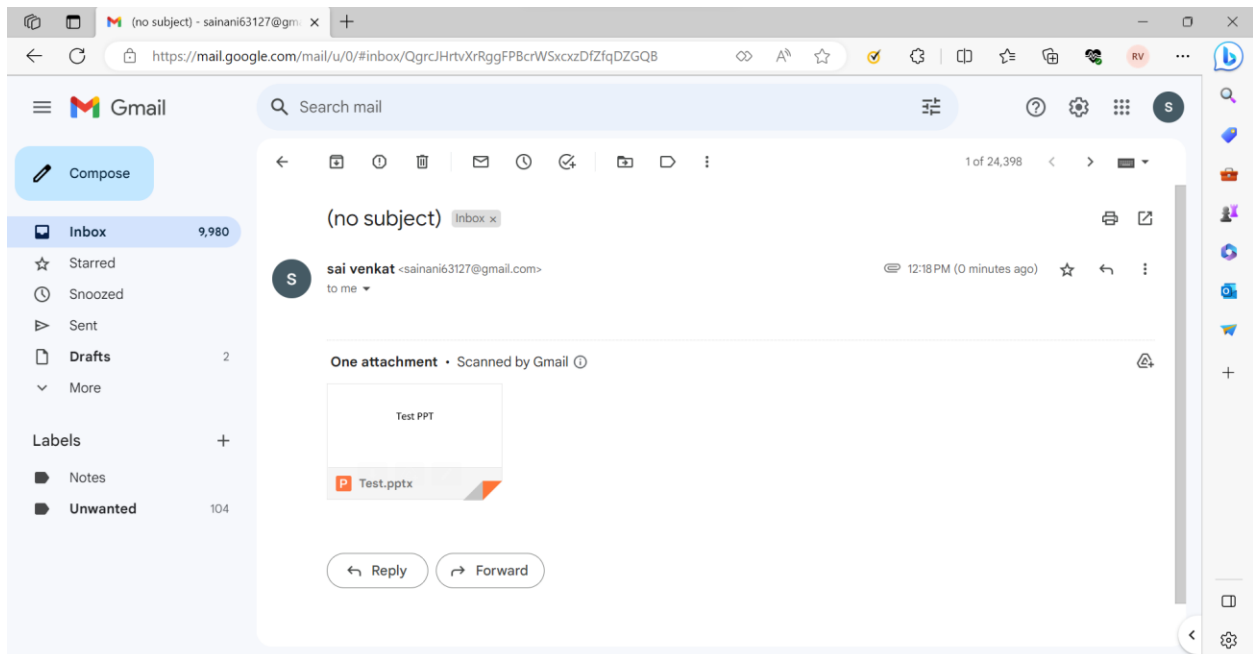 (no subject) - sainani63127@gm
https://mail.google.com/mail/u/0/#inbox/QgrcJHrtvXrRggFPBcrWSxcxzDfZfqDZGQB
A
RV
b
Gmail
Search mail
S
Compose
1 of 24,398
Inbox 9,980
Starred
Snoozed
Sent
Drafts 2
More
Labels
Notes
Unwanted 104
(no subject) Inbox x
S
sai venkat <sainani63127@gmail.com>
12:18 PM (0 minutes ago)
to me
One attachment • Scanned by Gmail
Test PPT
P Test.pptx
Reply Forward